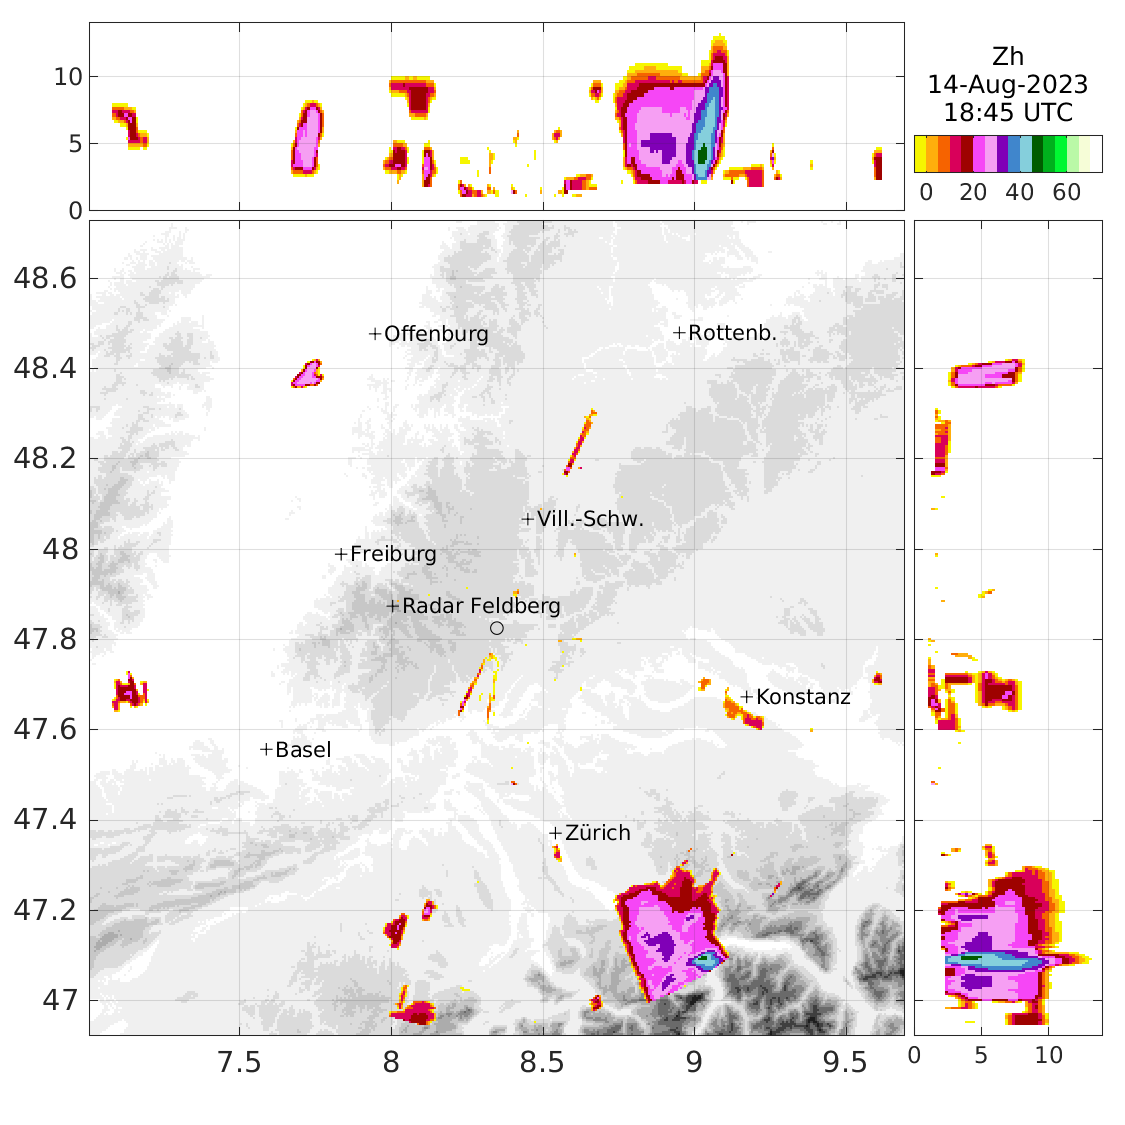 Zh
14-Aug-2023
18:45 UTC
0 20 40 60
10
5
0
48.6
48.4
48.2
48
47.8
47.6
47.4
47.2
47
Offenburg
Rottenb.
Vill.-Schw.
Freiburg
Radar Feldberg
Konstanz
Basel
Zürich
7.5 8 8.5 9 9.5
0 5 10